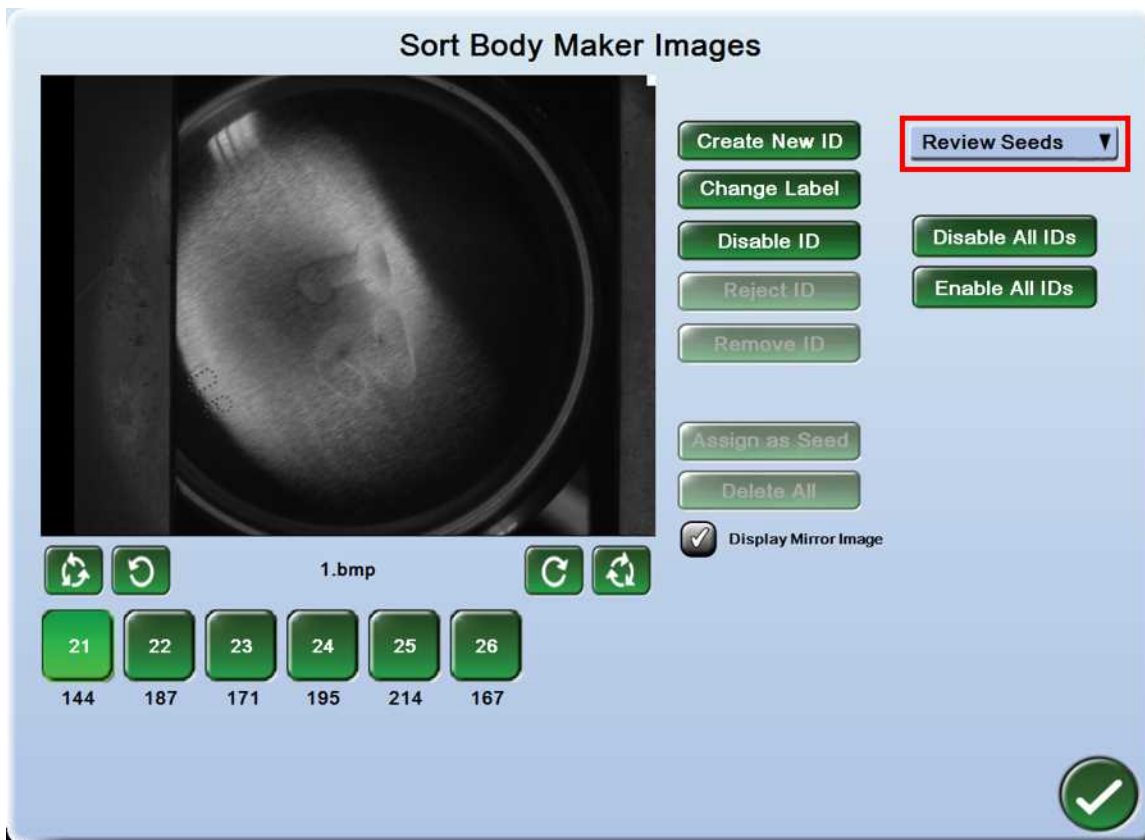 Sort Body Maker Images
Create New ID
Review Seeds ▼
Change Label
Disable ID
Disable All IDs
Reject ID
Enable All IDs
Remove ID
Assign as Seed
Delete All
Display Mirror Image
1.bmp
21 22 23 24 25 26
144 187 171 195 214 167